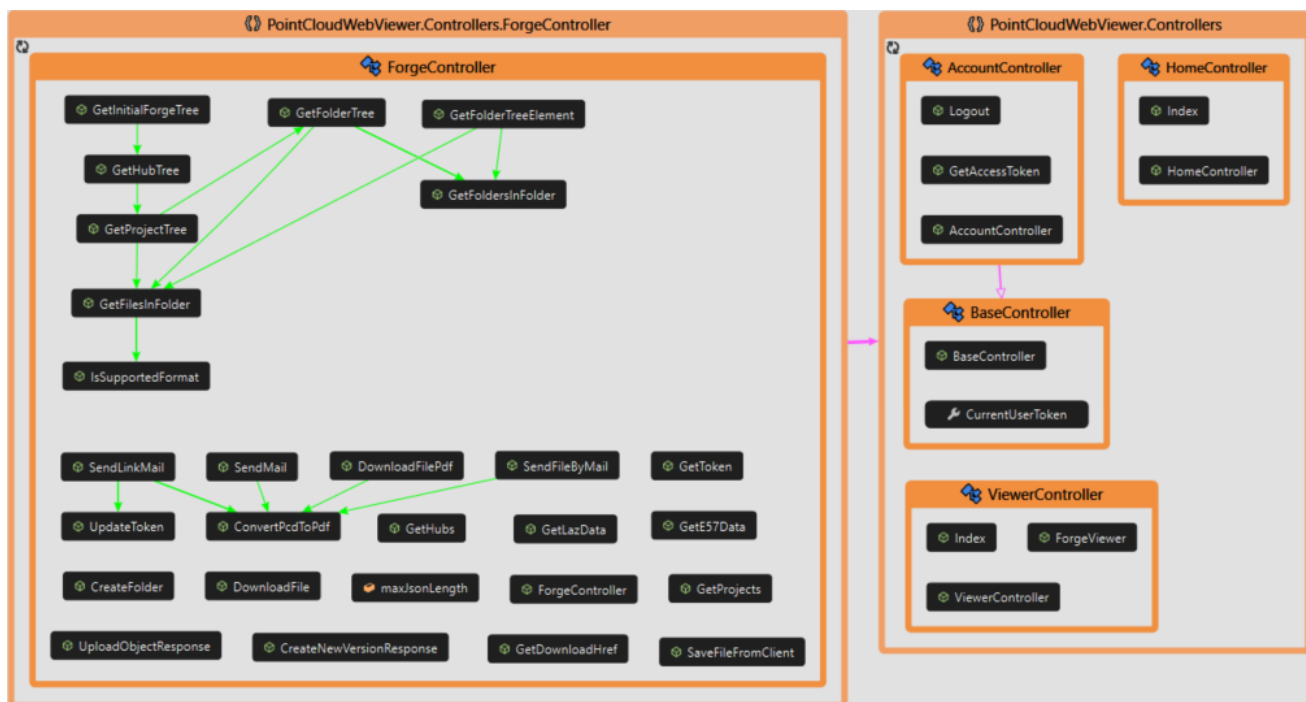 PointCloudWebViewer.Controllers.ForgeController
ForgeController
GetInitialForgeTree
GetFolderTree
GetFolderTreeElement
GetHubTree
GetFoldersInFolder
GetProjectTree
GetFilesInFolder
IsSupportedFormat
SendLinkMail
SendMail
DownloadFilePdf
SendFileByMail
GetToken
UpdateToken
ConvertPcdToPdf
GetHubs
GetLazData
GetE57Data
CreateFolder
DownloadFile
maxJsonLength
ForgeController
GetProjects
UploadObjectResponse
CreateNewVersionResponse
GetDownloadHref
SaveFileFromClient
PointCloudWebViewer.Controllers
AccountController
Logout
GetAccessToken
AccountController
HomeController
Index
HomeController
BaseController
BaseController
CurrentUserToken
ViewerController
Index
ForgeViewer
ViewerController